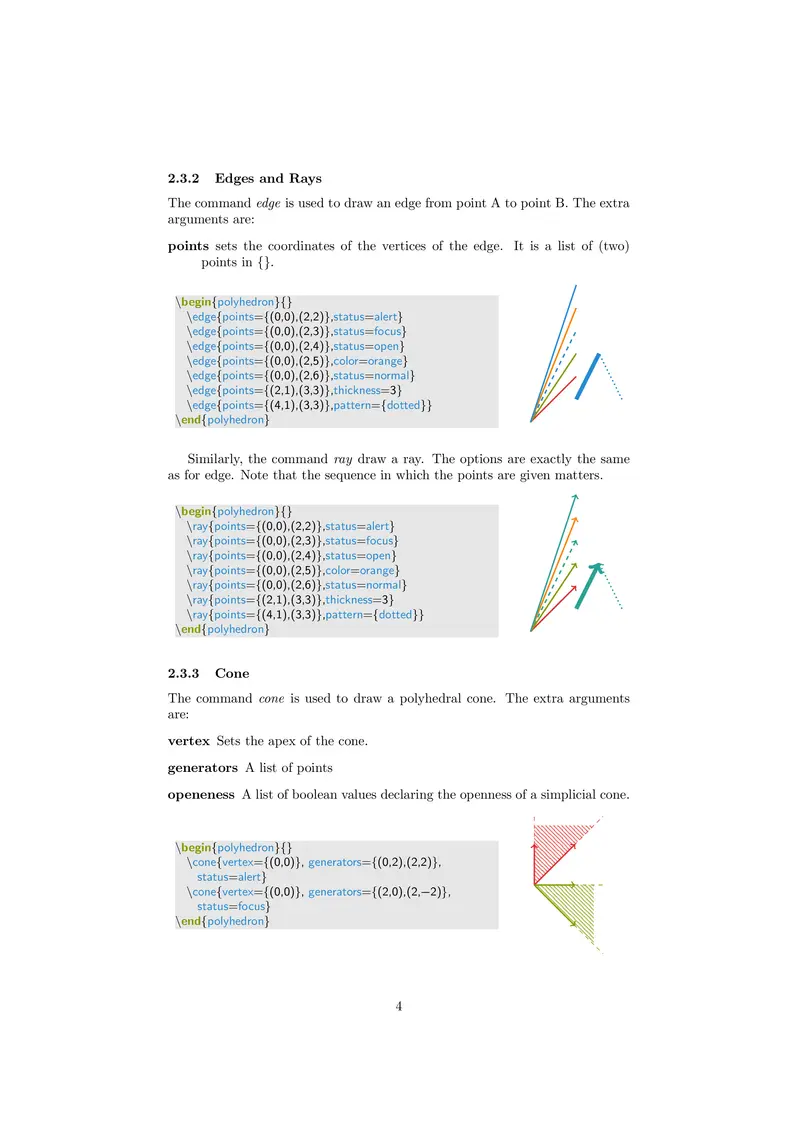 2.3.2 Edges and Rays
The command edge is used to draw an edge from point A to point B. The extra
arguments are:
points sets the coordinates of the vertices of the edge. It is a list of (two)
points in {}.
\begin{polyhedron}{}
\edge{points={(0,0),(2,2)},status=alert}
\edge{points={(0,0),(2,3)},status=focus}
\edge{points={(0,0),(2,4)},status=open}
\edge{points={(0,0),(2,5)},color=orange}
\edge{points={(0,0),(2,6)},status=normal}
\edge{points={(2,1),(3,3)},thickness=3}
\edge{points={(4,1),(3,3)},pattern={dotted}}
\end{polyhedron}
Similarly, the command ray draw a ray. The options are exactly the same
as for edge. Note that the sequence in which the points are given matters.
\begin{polyhedron}{}
\ray{points={(0,0),(2,2)},status=alert}
\ray{points={(0,0),(2,3)},status=focus}
\ray{points={(0,0),(2,4)},status=open}
\ray{points={(0,0),(2,5)},color=orange}
\ray{points={(0,0),(2,6)},status=normal}
\ray{points={(2,1),(3,3)},thickness=3}
\ray{points={(4,1),(3,3)},pattern={dotted}}
\end{polyhedron}
2.3.3 Cone
The command cone is used to draw a polyhedral cone. The extra arguments
are:
vertex Sets the apex of the cone.
generators A list of points
openeness A list of boolean values declaring the openness of a simplicial cone.
\begin{polyhedron}{}
\cone{vertex={(0,0)}, generators={(0,2),(2,2)},
status=alert}
\cone{vertex={(0,0)}, generators={(2,0),(2,−2)},
status=focus}
\end{polyhedron}
4